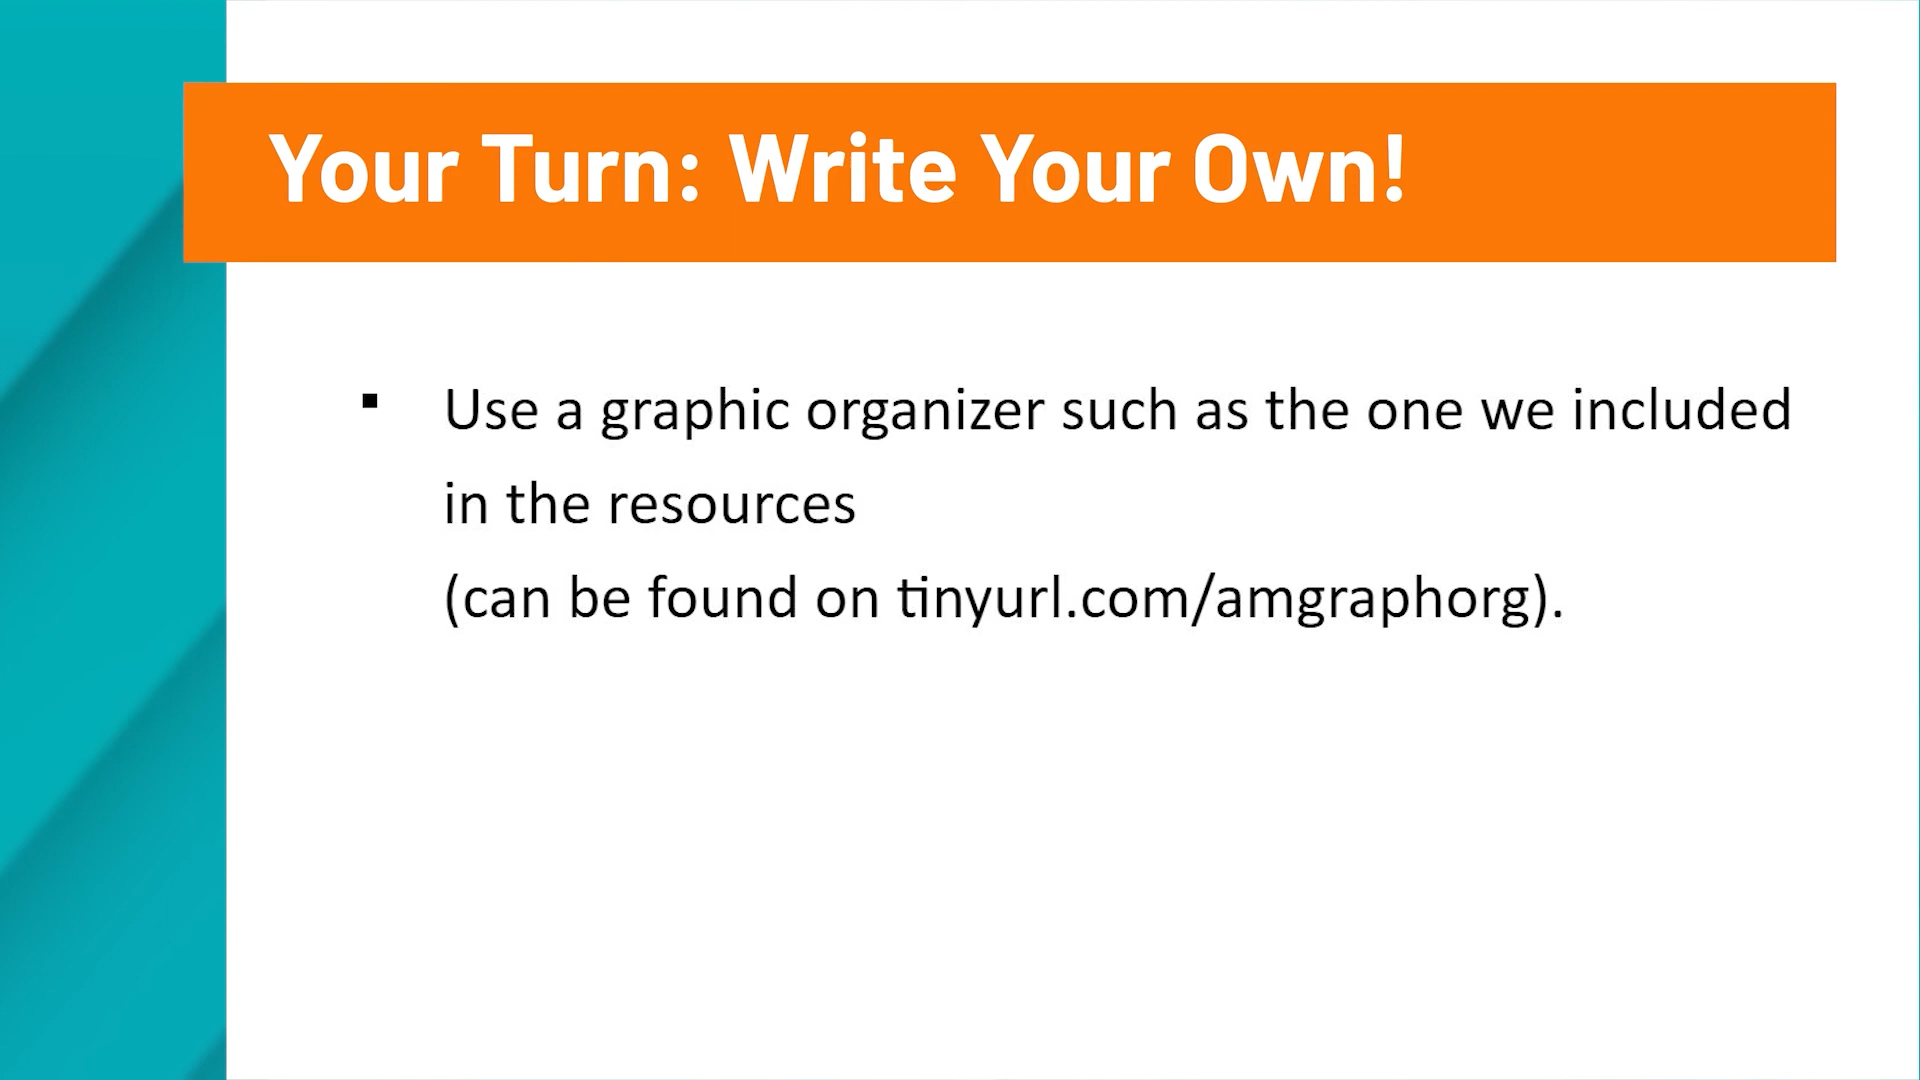 Your Turn: Write Your Own!
▪ Use a graphic organizer such as the one we included
in the resources
(can be found on tinyurl.com/amgraphorg).